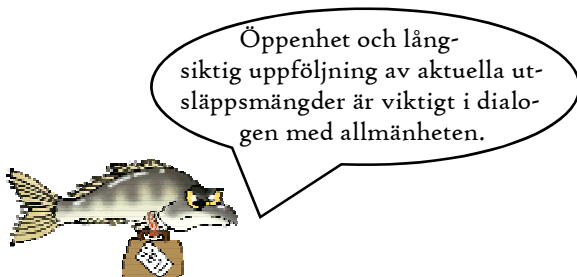 Öppenhet och lång-
siktig uppföljning av aktuella ut-
släppsmängder är viktigt i dialo-
gen med allmänheten.